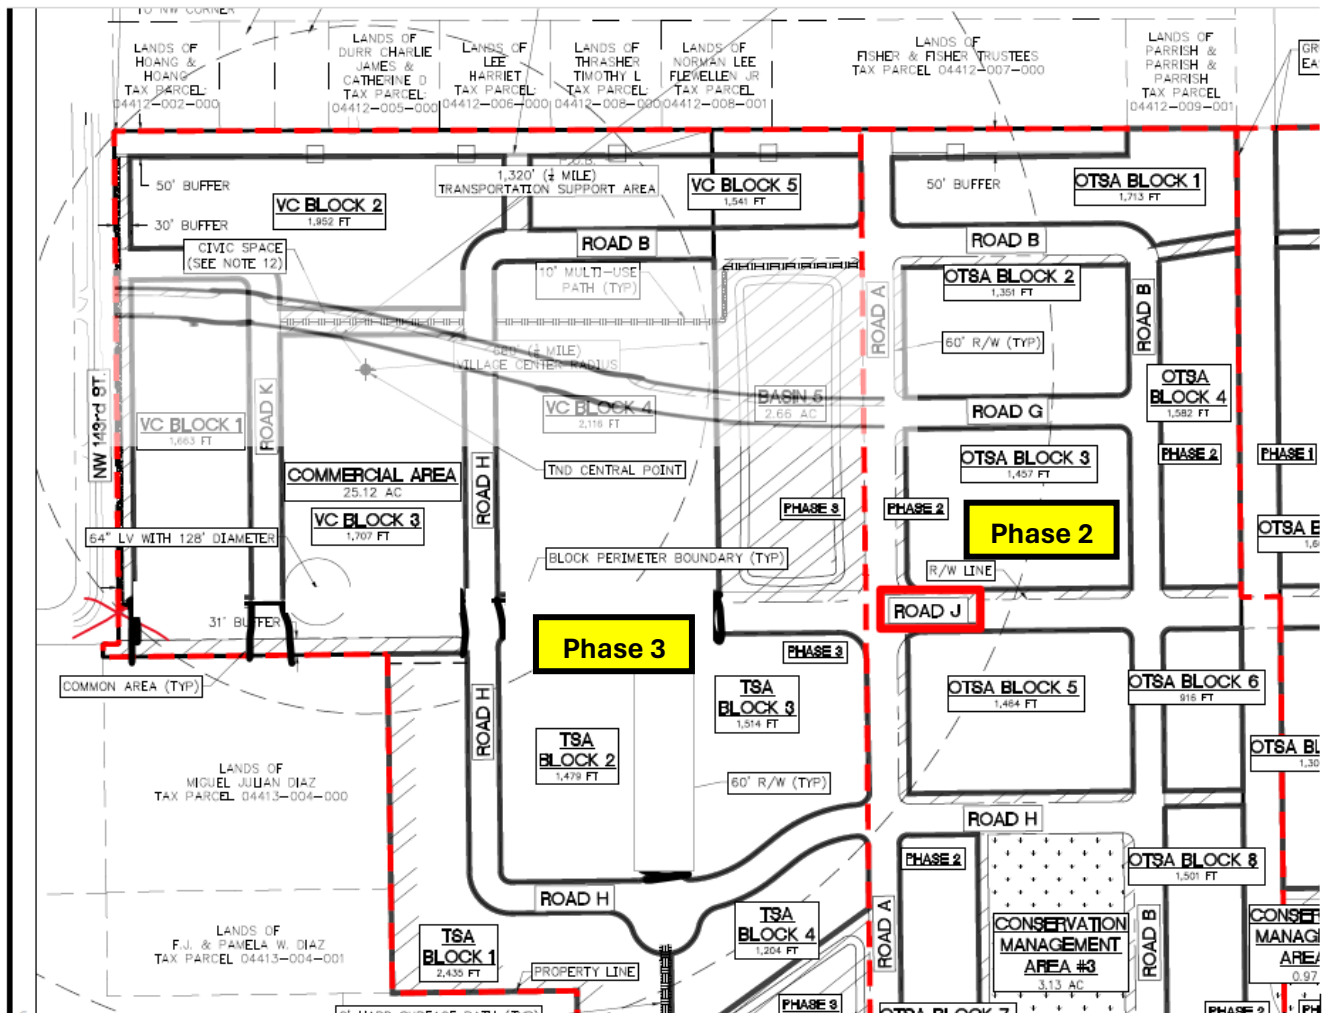 TO NW CORNER
LANDS OF
HOANG &
HOANG
TAX PARCEL:
04412-002-000
LANDS OF
DURR CHARLIE
JAMES &
CATHERINE D
TAX PARCEL:
04412-005-000
LANDS OF
LEE
HARRIET
TAX PARCEL:
04412-006-000
LANDS OF
THRASHER
TIMOTHY L
TAX PARCEL:
04412-008-000
LANDS OF
NORMAN LEE
FLEWELLEN JR
TAX PARCEL
04412-008-001
LANDS OF
FISHER & FISHER TRUSTEES
TAX PARCEL 04412-007-000
LANDS OF
PARRISH &
PARRISH &
PARRISH
TAX PARCEL
04412-009-001
50' BUFFER
VC BLOCK 2
1,952 FT
30' BUFFER
P.O.B.
1,320' (¼ MILE)
TRANSPORTATION SUPPORT AREA
VC BLOCK 5
1,541 FT
50' BUFFER
OTSA BLOCK 1
1,713 FT
CIVIC SPACE
(SEE NOTE 12)
ROAD B
ROAD B
10' MULTI-USE
PATH (TYP)
OTSA BLOCK 2
1,351 FT
ROAD B
ROAD A
60' R/W (TYP)
660' (⅛ MILE)
VILLAGE CENTER RADIUS
NW 143rd ST.
ROAD K
VC BLOCK 1
1,663 FT
VC BLOCK 4
2,116 FT
BASIN 5
2.66 AC
ROAD G
OTSA
BLOCK 4
1,582 FT
PHASE 2
PHASE 1
COMMERCIAL AREA
25.12 AC
VC BLOCK 3
1,707 FT
ROAD H
TND CENTRAL POINT
OTSA BLOCK 3
1,457 FT
PHASE 3
PHASE 2
Phase 2
64" LV WITH 128' DIAMETER
BLOCK PERIMETER BOUNDARY (TYP)
R/W LINE
ROAD J
31' BUFFER
Phase 3
PHASE 3
COMMON AREA (TYP)
ROAD H
TSA
BLOCK 3
1,514 FT
OTSA BLOCK 5
1,464 FT
OTSA BLOCK 6
916 FT
TSA
BLOCK 2
1,479 FT
60' R/W (TYP)
LANDS OF
MIGUEL JULIAN DIAZ
TAX PARCEL 04413-004-000
ROAD H
PHASE 2
OTSA BLOCK 8
1,501 FT
ROAD H
LANDS OF
F.J. & PAMELA W. DIAZ
TAX PARCEL 04413-004-001
TSA
BLOCK 1
2,435 FT
TSA
BLOCK 4
1,204 FT
ROAD A
CONSERVATION
MANAGEMENT
AREA #3
3.13 AC
ROAD B
PROPERTY LINE
PHASE 3
OTSA BLOCK 7
PHASE 2